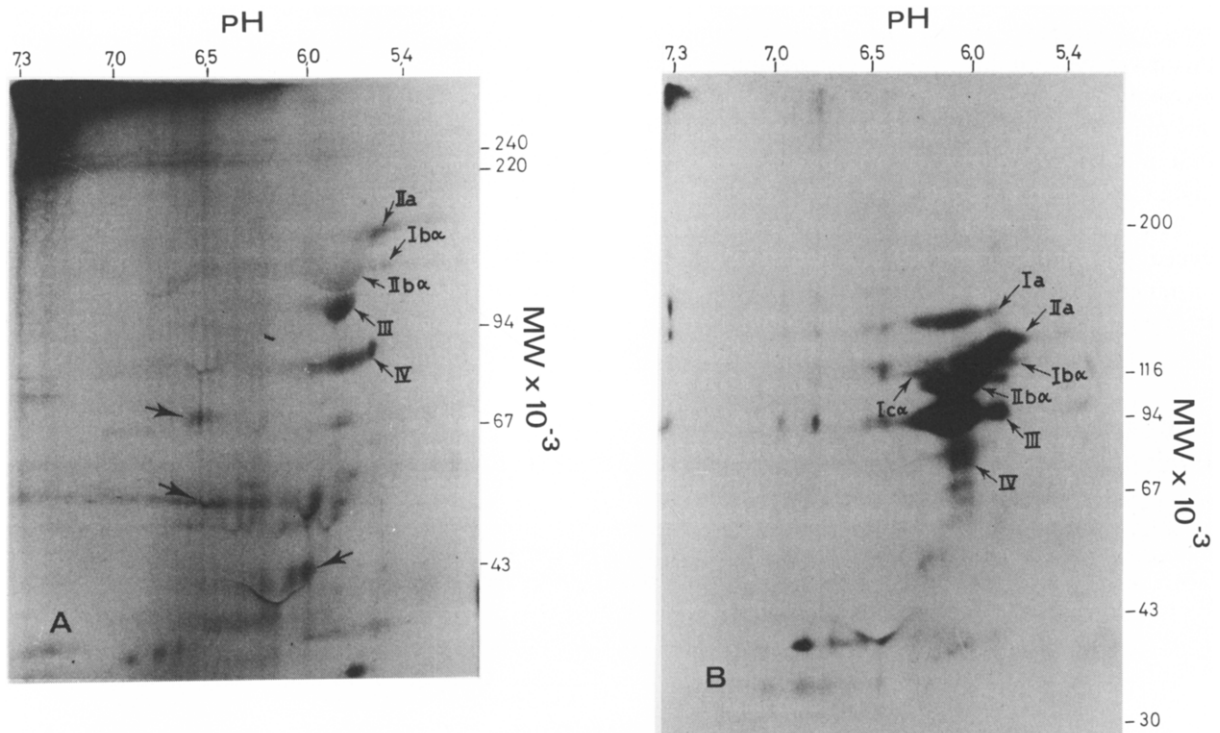 pH
7,3 7,0 6,5 6,0 5,4
240
220
IIa
Ibα
IIbα
94
III
IV
67
43
MW x 10-3
A
pH
7,3 7,0 6,5 6,0 5,4
200
Ia
IIa
116
Ibα
IIbα
Icα
94
III
IV
67
43
30
MW x 10-3
B